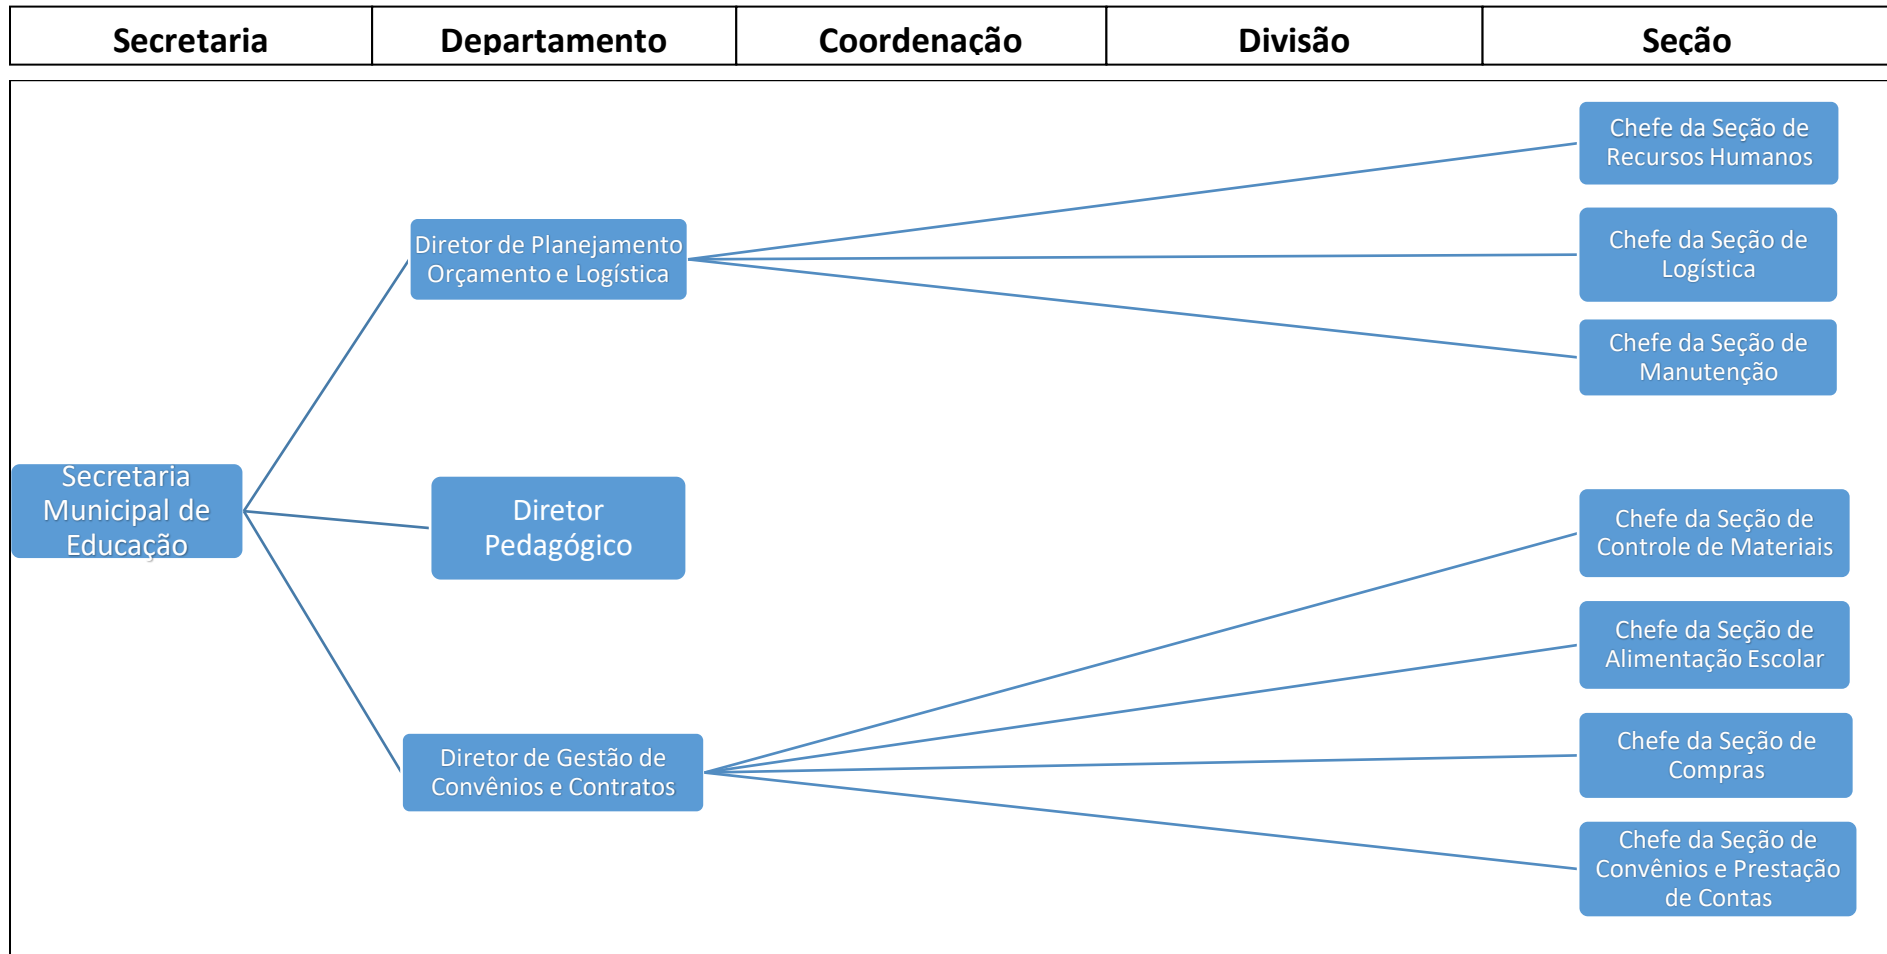 Secretaria
Departamento
Coordenação
Divisão
Seção
Chefe da Seção de
Recursos Humanos
Diretor de Planejamento
Orçamento e Logística
Chefe da Seção de
Logística
Chefe da Seção de
Manutenção
Secretaria
Municipal de
Educação
Diretor
Pedagógico
Chefe da Seção de
Controle de Materiais
Chefe da Seção de
Alimentação Escolar
Diretor de Gestão de
Convênios e Contratos
Chefe da Seção de
Compras
Chefe da Seção de
Convênios e Prestação
de Contas